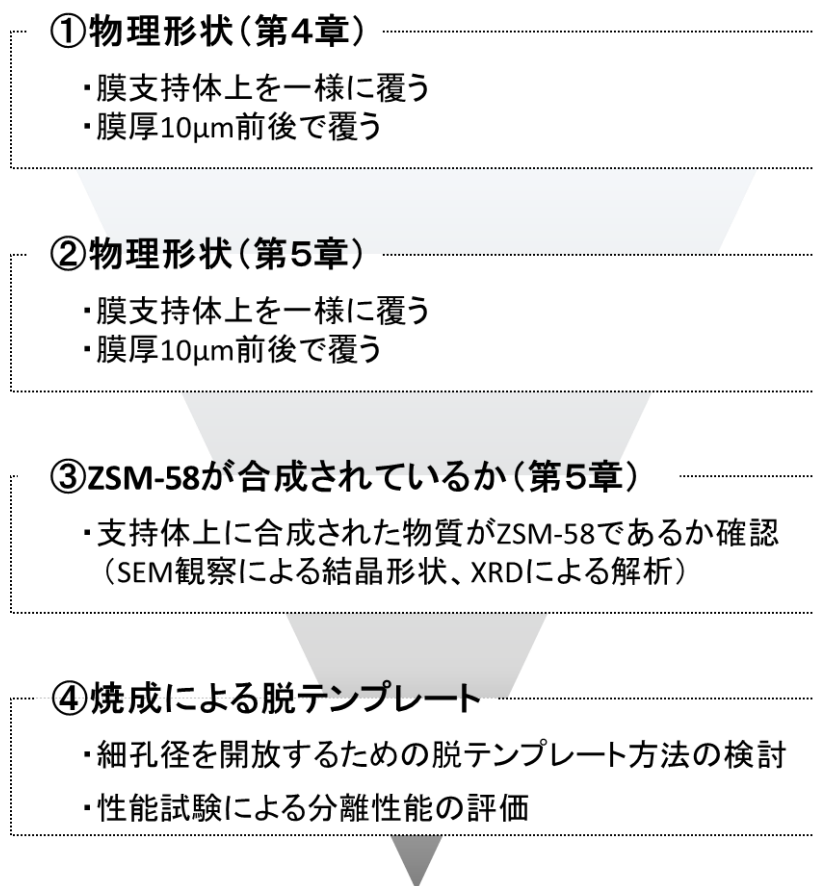 ①物理形状（第４章）
・膜支持体上を一様に覆う
・膜厚10μm前後で覆う
②物理形状（第５章）
・膜支持体上を一様に覆う
・膜厚10μm前後で覆う
③ZSM-58が合成されているか（第５章）
・支持体上に合成された物質がZSM-58であるか確認
（SEM観察による結晶形状、XRDによる解析）
④焼成による脱テンプレート
・細孔径を開放するための脱テンプレート方法の検討
・性能試験による分離性能の評価